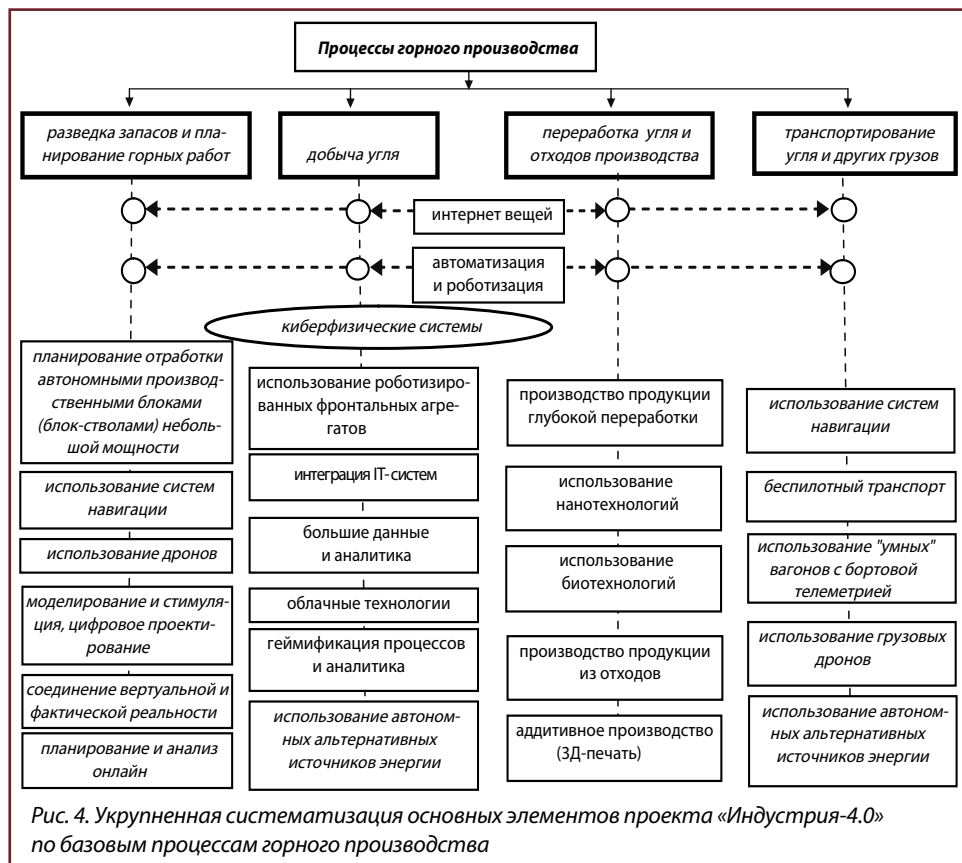 Процессы горного производства
разведка запасов и пла-
нирование горных работ
добыча угля
переработка угля и
отходов производства
транспортирование
угля и других грузов
интернет вещей
автоматизация
и роботизация
киберфизические системы
планирование отработки
автономными производ-
ственными блоками
(блок-стволами) неболь-
шой мощности
использование систем
навигации
использование дронов
моделирование и стимуля-
ция, цифровое проекти-
рование
соединение вертуальной и
фактической реальности
планирование и анализ
онлайн
использование роботизиро-
ванных фронтальных агре-
гатов
интеграция IT-систем
большие данные
и аналитика
облачные технологии
геймификация процессов
и аналитика
использование автоном-
ных альтернативных
источников энергии
производство продукции
глубокой переработки
использование
нанотехнологий
использование
биотехнологий
производство продукции
из отходов
аддитивное производство
(3Д-печать)
использование систем
навигации
беспилотный транспорт
использование "умных"
вагонов с бортовой
телеметрией
использование грузовых
дронов
использование автоном-
ных альтернативных
источников энергии
Рис. 4. Укрупненная систематизация основных элементов проекта «Индустрия-4.0»
по базовым процессам горного производства